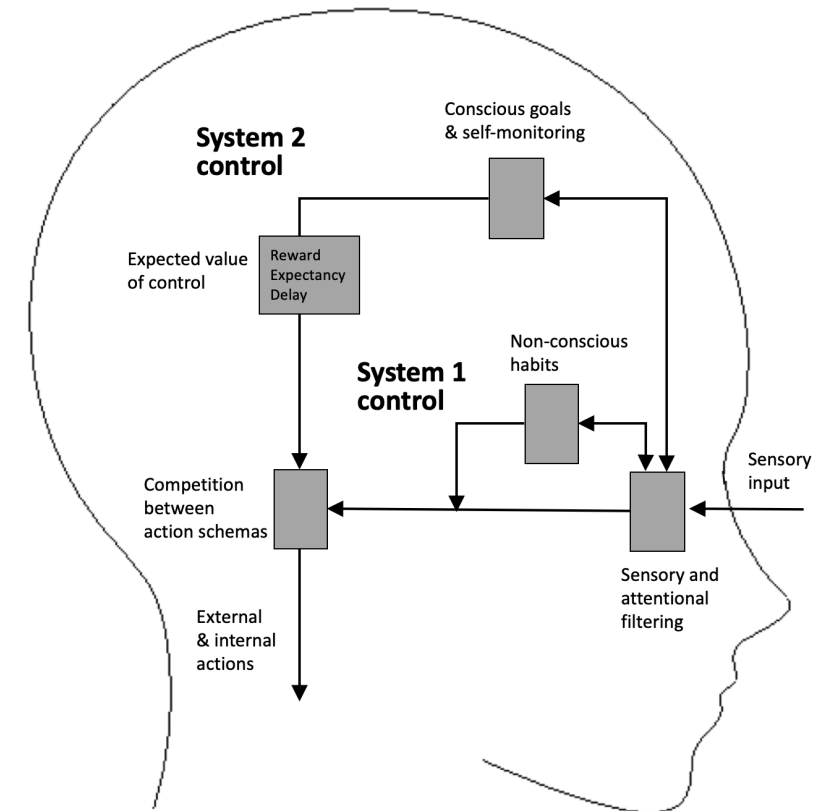 Conscious goals
& self-monitoring
System 2
control
Expected value
of control
Reward
Expectancy
Delay
Non-conscious
habits
System 1
control
Sensory
input
Competition
between
action schemas
Sensory and
attentional
filtering
External
& internal
actions